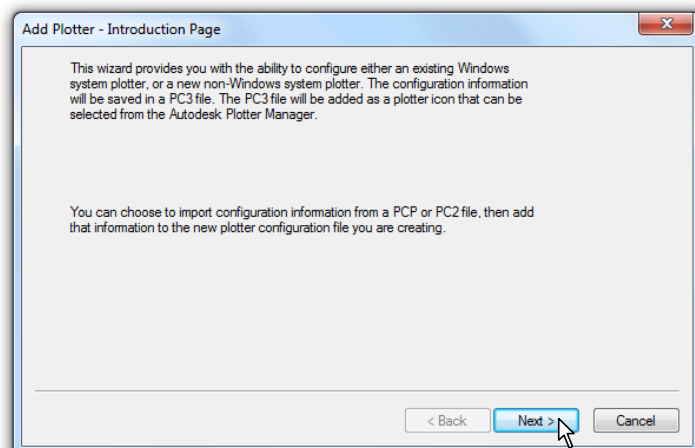 Add Plotter - Introduction Page
This wizard provides you with the ability to configure either an existing Windows
system plotter, or a new non-Windows system plotter. The configuration information
will be saved in a PC3 file. The PC3 file will be added as a plotter icon that can be
selected from the Autodesk Plotter Manager.
You can choose to import configuration information from a PCP or PC2 file, then add
that information to the new plotter configuration file you are creating.
< Back Next > Cancel